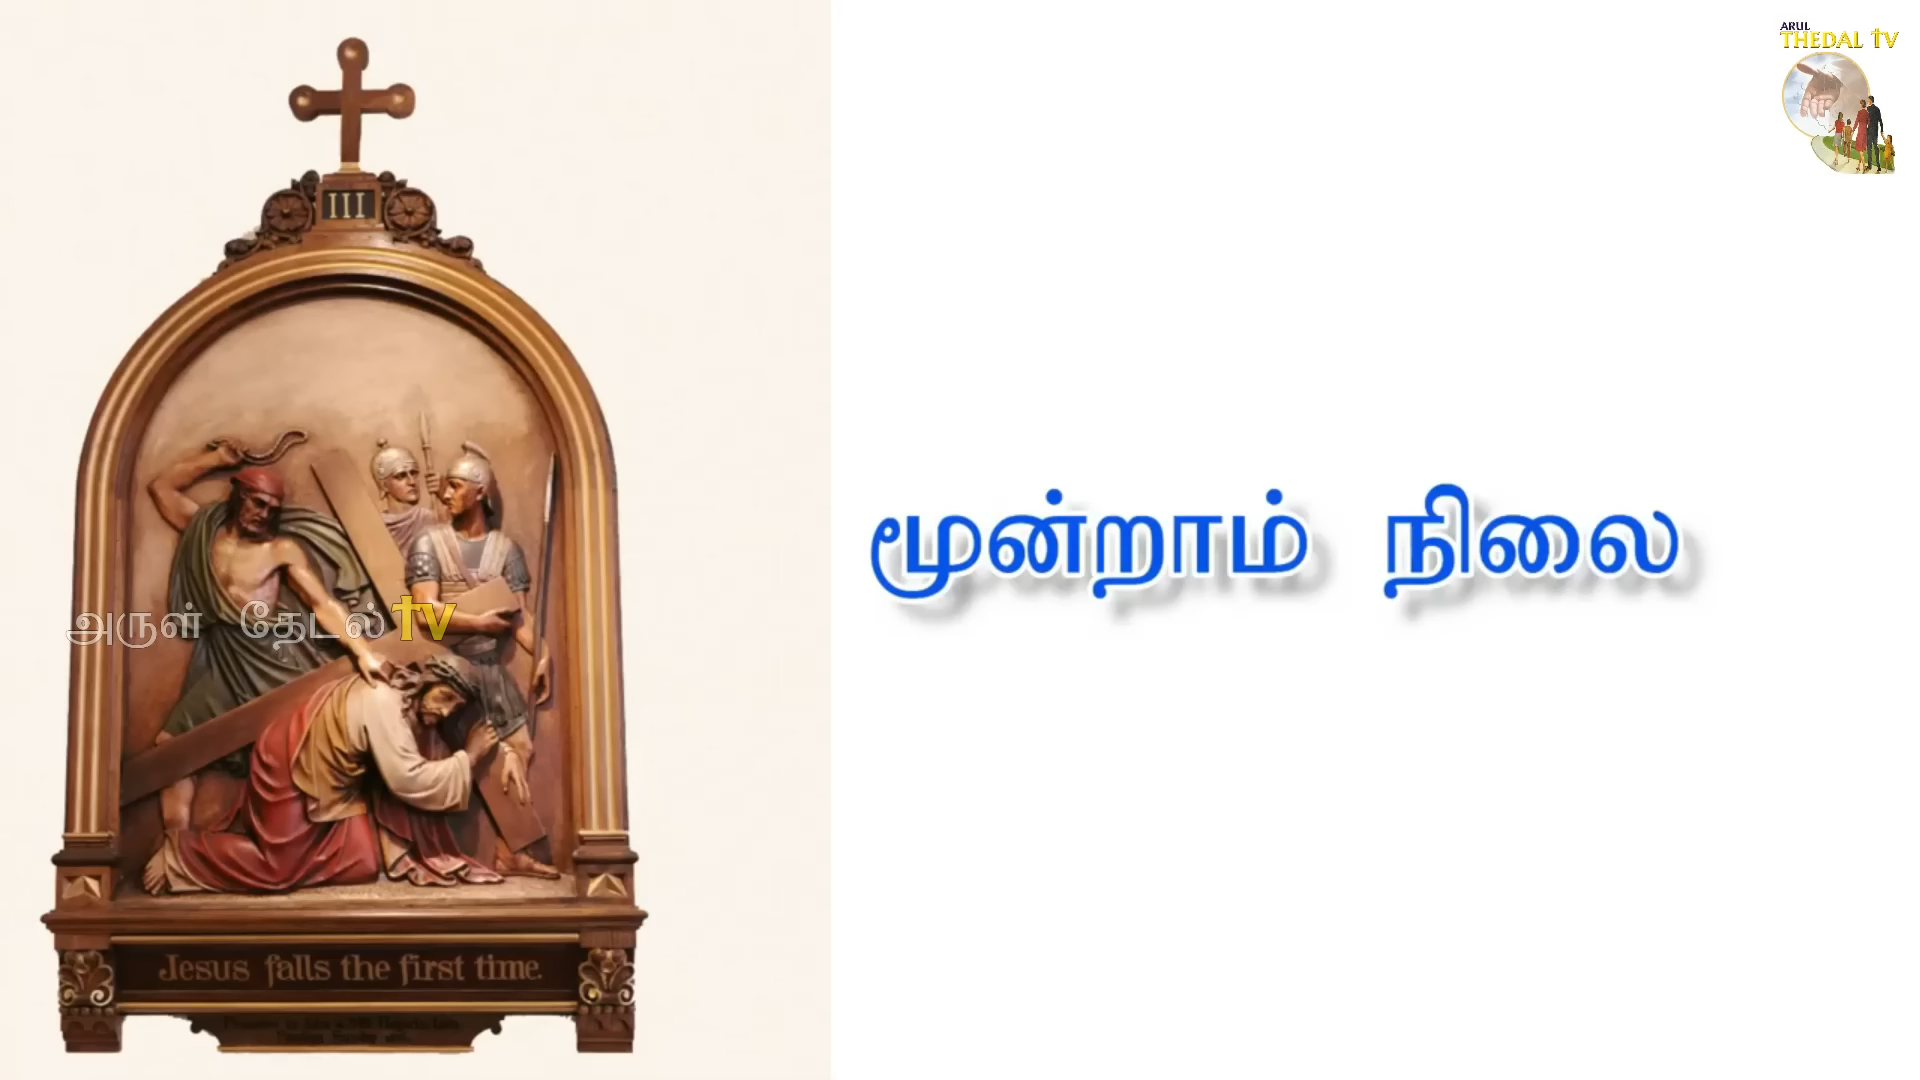 ARUL
THEDAL TV
III
மூன்றாம் நிலை
அருள் தேடல் TV
Jesus falls the first time.